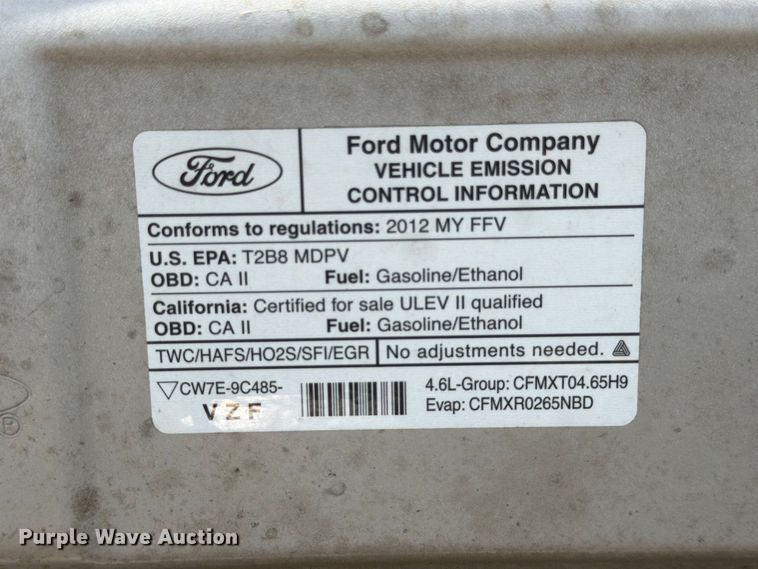 Ford
Ford Motor Company
VEHICLE EMISSION
CONTROL INFORMATION
Conforms to regulations: 2012 MY FFV
U.S. EPA: T2B8 MDPV
OBD: CA II Fuel: Gasoline/Ethanol
California: Certified for sale ULEV II qualified
OBD: CA II Fuel: Gasoline/Ethanol
TWC/HAFS/HO2S/SFI/EGR No adjustments needed.
CW7E-9C485- 4.6L-Group: CFMXT04.65H9
VZF Evap: CFMXR0265NBD
Purple Wave Auction